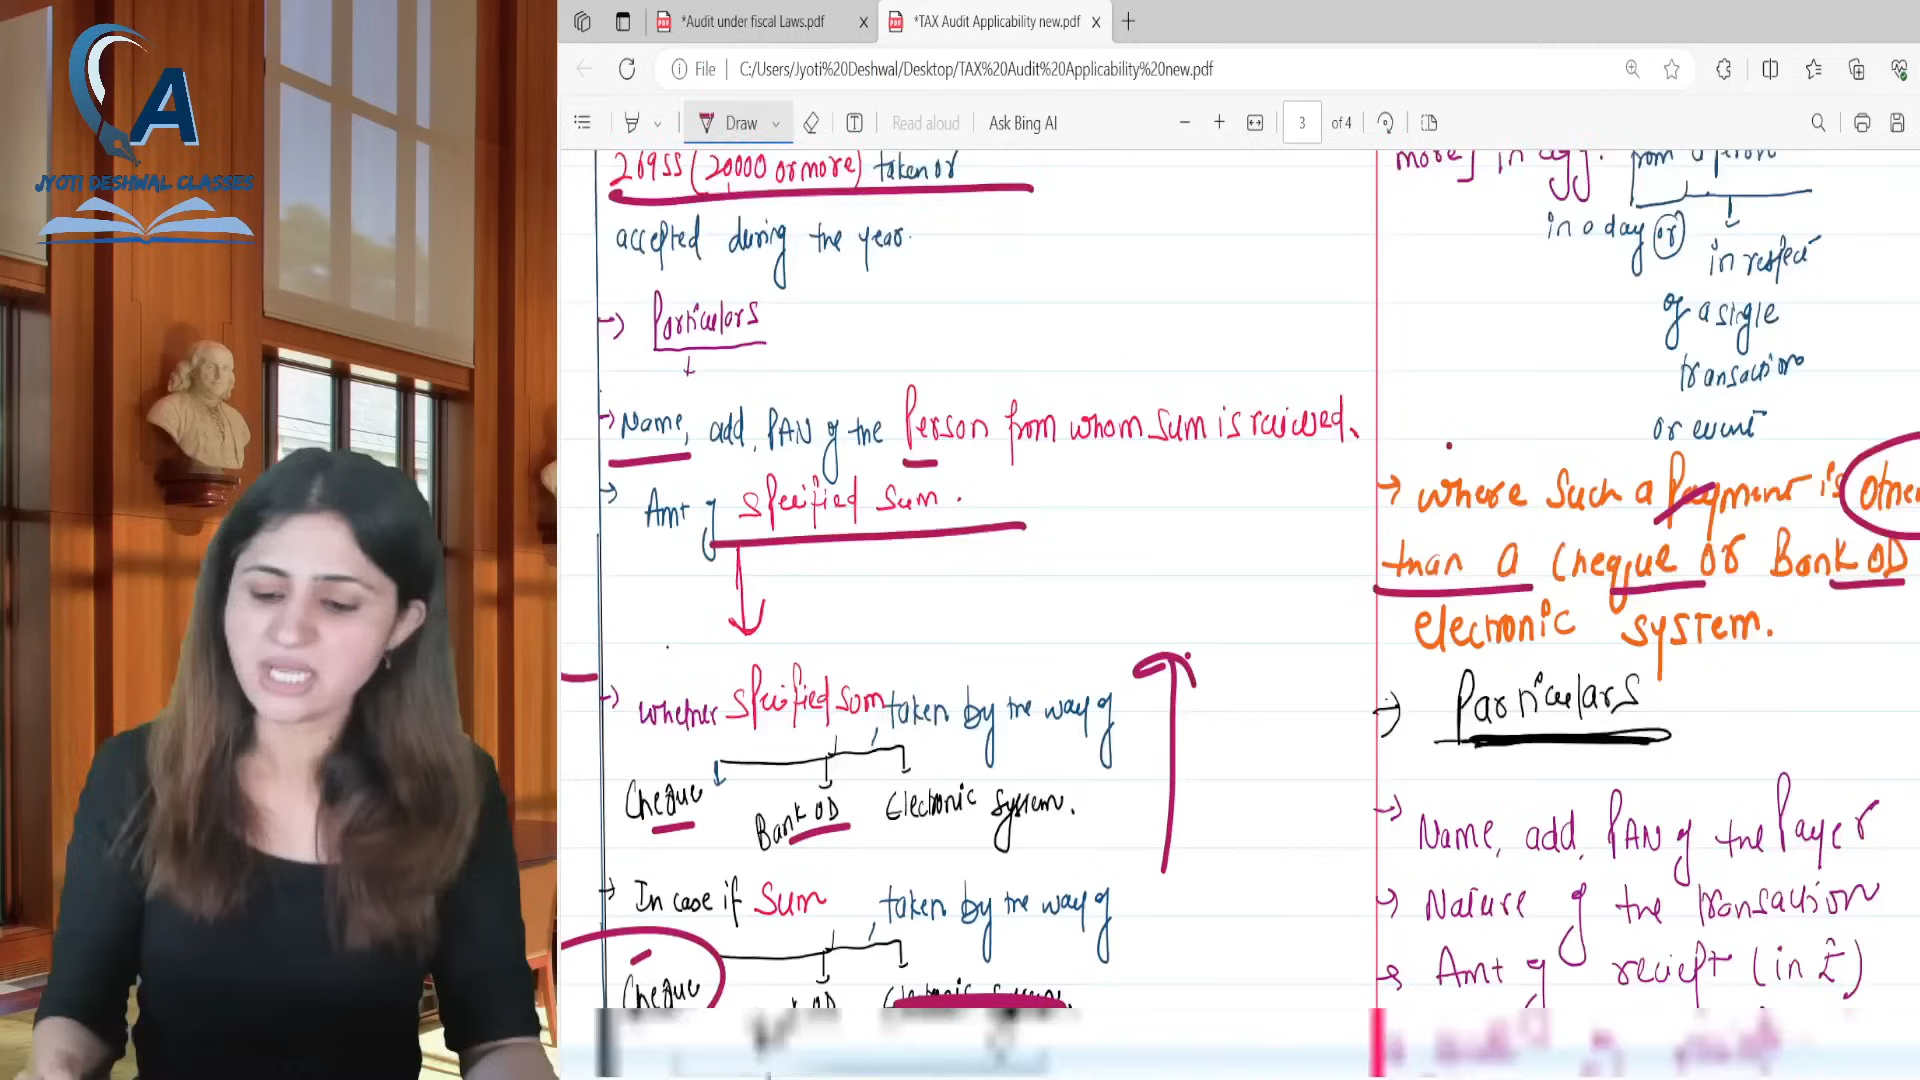 A
JYOTI DESHWAL CLASSES
*Audit under fiscal Laws.pdf
*TAX Audit Applicability new.pdf
File
C:/Users/Jyoti%20Deshwal/Desktop/TAX%20Audit%20Applicability%20new.pdf
Draw
Read aloud
Ask Bing AI
3
of 4
269SS (20000 or more) taken or
accepted during the year.
→ Particulars
→ Name, add, PAN of the Person from whom sum is recieved.
→ Amt of specified sum.
→ whether specified sum taken by the way of
Cheque
Bank OD
Electronic system.
→ In case if Sum taken by the way of
Cheque
in agg. from a person
in a day or
in respect
of a single
transaction
or event
→ where such a Payment is other
than a Cheque or Bank OD
electronic system.
→ Particulars
→ Name, add, PAN of the Payer
→ Nature of the transaction
→ Amt of reciept (in ₹)